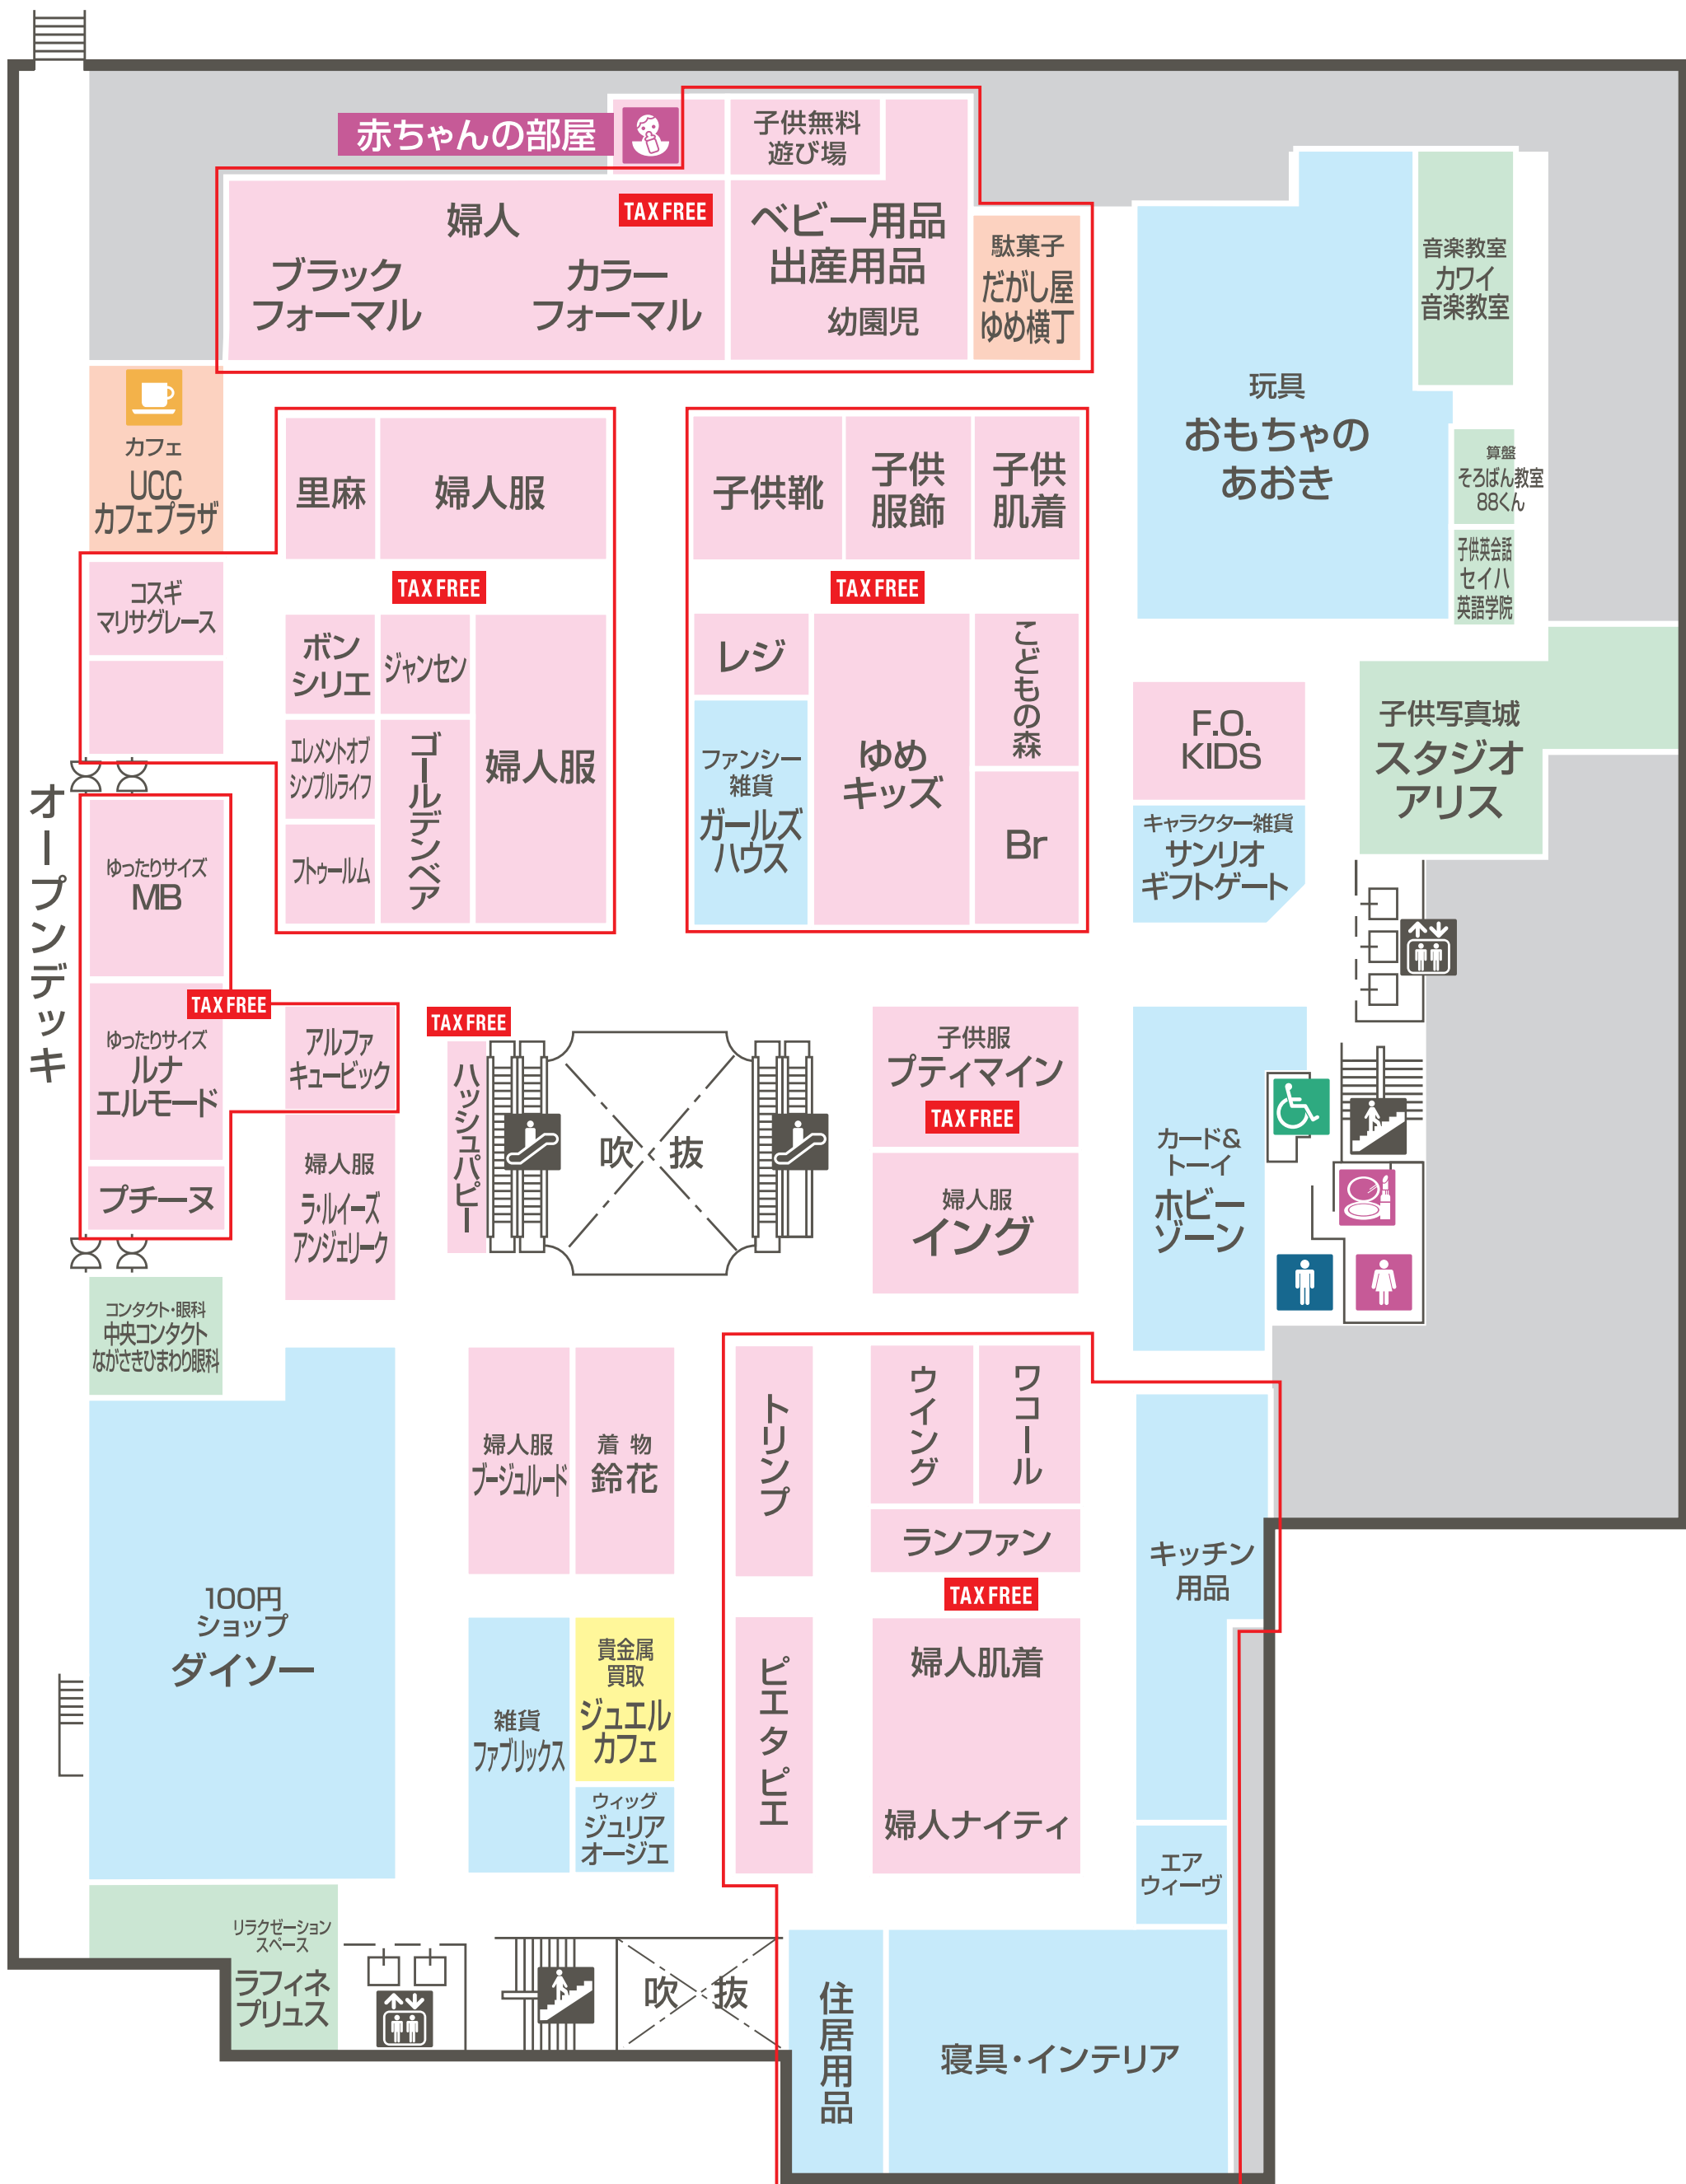 赤ちゃんの部屋
子供無料
遊び場
婦人
TAX FREE
ブラック
フォーマル
カラー
フォーマル
ベビー用品
出産用品
幼園児
駄菓子
だがし屋
ゆめ横丁
玩具
おもちゃの
あおき
音楽教室
カワイ
音楽教室
算盤
そろばん教室
88くん
子供英会話
セイハ
英語学院
カフェ
UCC
カフェプラザ
里麻
婦人服
TAX FREE
コスギ
マリサグレース
ボン
シリエ
ジャンセン
エレメントオブ
シンプルライフ
ゴールデンベア
婦人服
フトゥールム
子供靴
子供
服飾
子供
肌着
TAX FREE
レジ
ファンシー
雑貨
ガールズ
ハウス
ゆめ
キッズ
こどもの森
Br
F.O.
KIDS
キャラクター雑貨
サンリオ
ギフトゲート
子供写真城
スタジオ
アリス
オープンデッキ
ゆったりサイズ
MB
TAX FREE
ゆったりサイズ
ルナ
エルモード
プチーヌ
アルファ
キュービック
婦人服
ラ・ルイーズ
アンジェリーク
TAX FREE
ハッシュパピー
吹抜
子供服
プティマイン
TAX FREE
婦人服
イング
カード&
トーイ
ホビー
ゾーン
コンタクト・眼科
中央コンタクト
ながさきひまわり眼科
100円
ショップ
ダイソー
婦人服
ブージュルード
着物
鈴花
雑貨
ファブリックス
貴金属
買取
ジュエル
カフェ
ウィッグ
ジュリア
オージエ
トリンプ
ウイング
ワコール
ランファン
TAX FREE
ピエタピエ
婦人肌着
婦人ナイティ
キッチン
用品
エア
ウィーヴ
リラクゼーション
スペース
ラフィネ
プリュス
吹抜
住居用品
寝具・インテリア